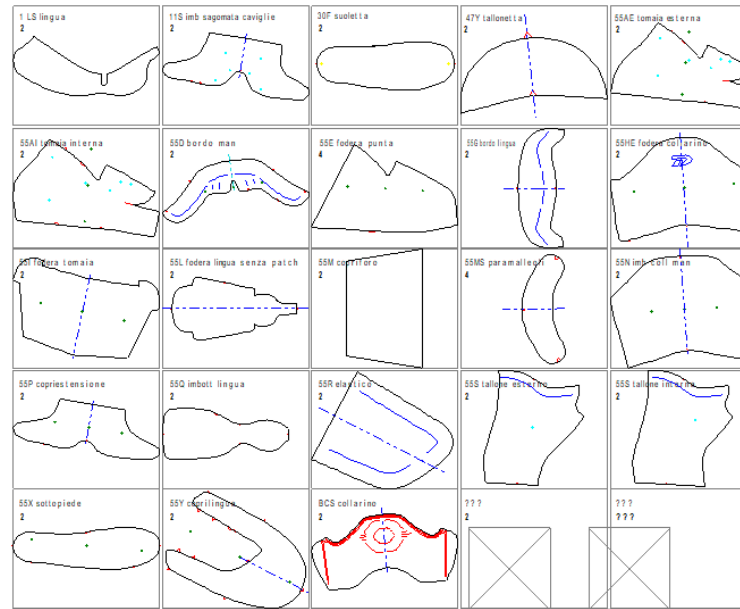 1 LS lingua
2
11S imb sagomata caviglie
2
30F suoletta
2
47Y tallonetta
2
55AE tomaia esterna
2
55AI tomaia interna
2
55D bordo man
2
55E fodera punta
4
55G bordo lingua
2
55HE fodera collarino
2
55I fodera tomaia
2
55L fodera lingua senza patch
2
55M copriforo
2
55MS paramalleoli
4
55N imb coll man
2
55P copriestensione
2
55Q imbott lingua
2
55R elastico
2
55S tallone esterno
2
55S tallone interno
2
55X sottopiede
2
55Y coprilingua
2
BCS collarino
2
???
2
???
???